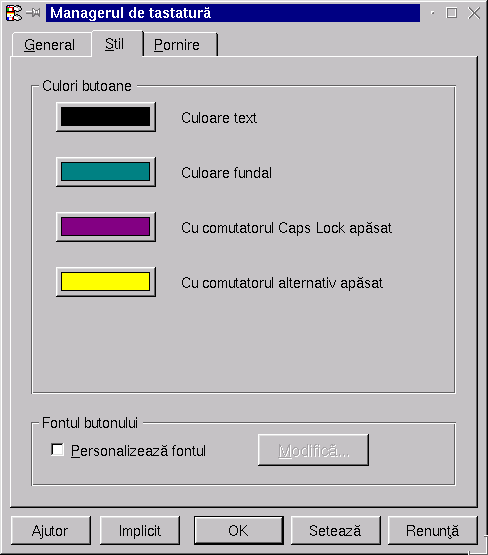 Managerul de tastatură
General
Stil
Pornire
Culori butoane
Culoare text
Culoare fundal
Cu comutatorul Caps Lock apăsat
Cu comutatorul alternativ apăsat
Fontul butonului
Personalizează fontul
Modifică...
Ajutor
Implicit
OK
Setează
Renunţă